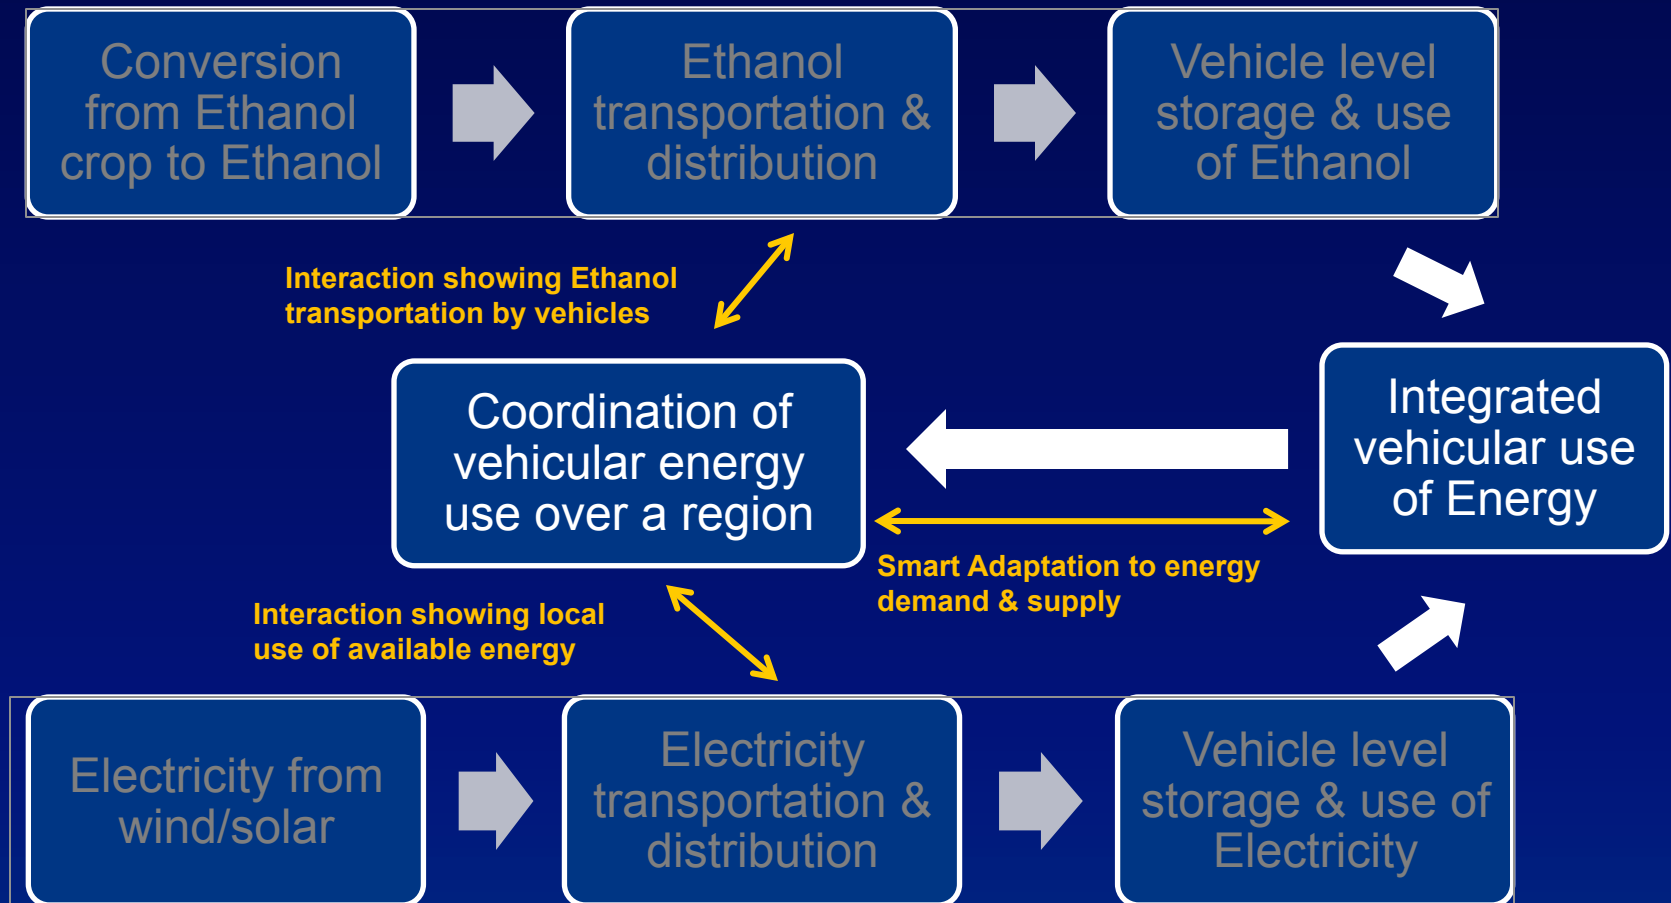 Conversion
from Ethanol
crop to Ethanol
Ethanol
transportation &
distribution
Vehicle level
storage & use
of Ethanol
Interaction showing Ethanol
transportation by vehicles
Coordination of
vehicular energy
use over a region
Integrated
vehicular use
of Energy
Smart Adaptation to energy
demand & supply
Interaction showing local
use of available energy
Electricity from
wind/solar
Electricity
transportation &
distribution
Vehicle level
storage & use of
Electricity